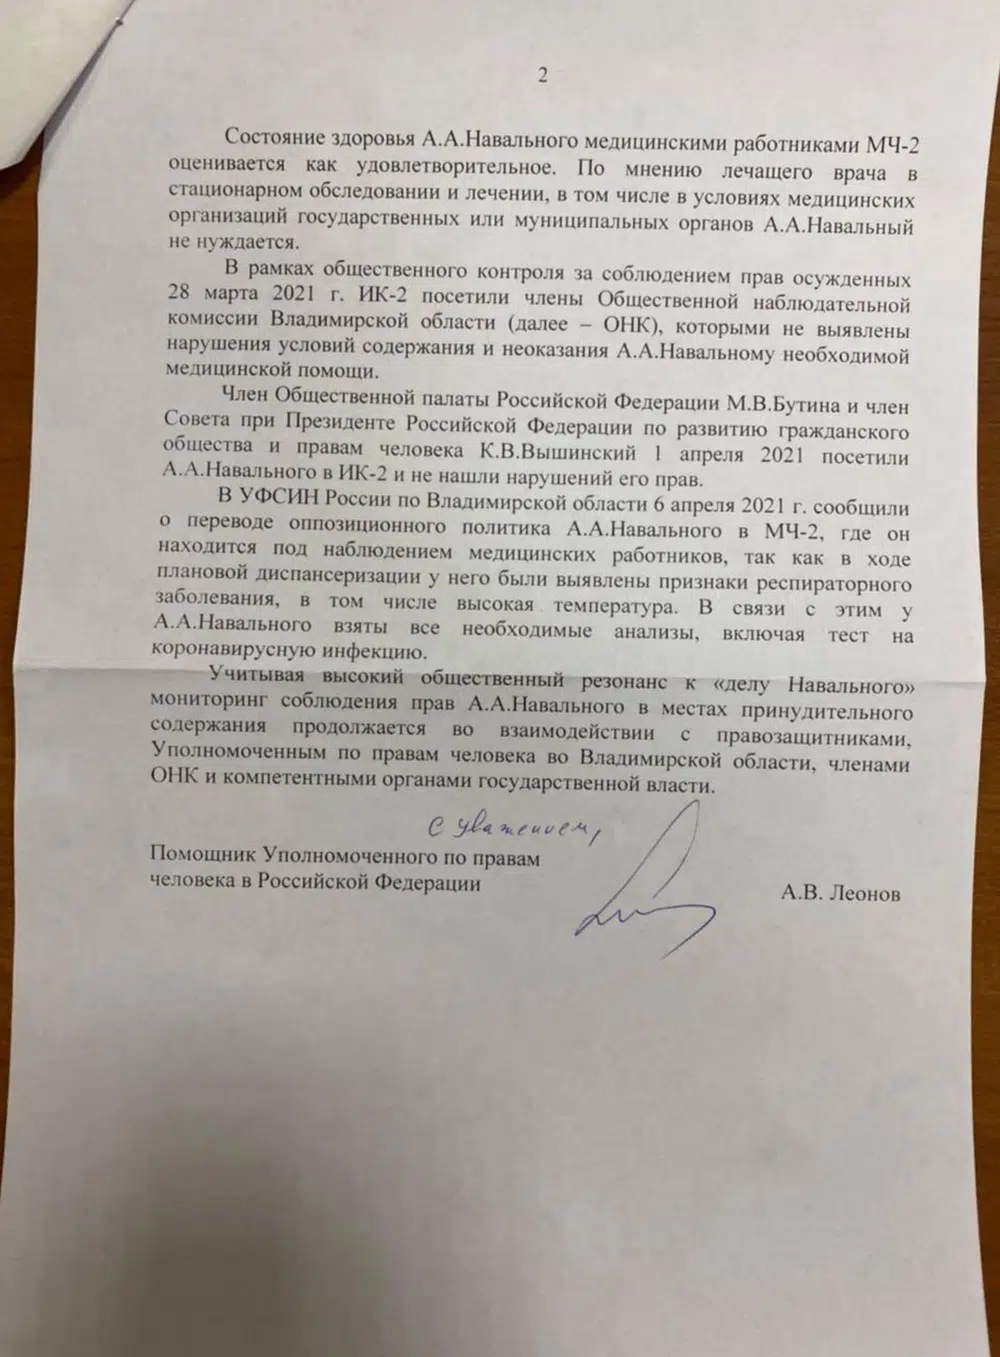 2
Состояние здоровья А.А.Навального медицинскими работниками МЧ-2
оценивается как удовлетворительное. По мнению лечащего врача в
стационарном обследовании и лечении, в том числе в условиях медицинских
организаций государственных или муниципальных органов А.А.Навальный
не нуждается.
В рамках общественного контроля за соблюдением прав осужденных
28 марта 2021 г. ИК-2 посетили члены Общественной наблюдательной
комиссии Владимирской области (далее – ОНК), которыми не выявлены
нарушения условий содержания и неоказания А.А.Навальному необходимой
медицинской помощи.
Член Общественной палаты Российской Федерации М.В.Бутина и член
Совета при Президенте Российской Федерации по развитию гражданского
общества и правам человека К.В.Вышинский 1 апреля 2021 посетили
А.А.Навального в ИК-2 и не нашли нарушений его прав.
В УФСИН России по Владимирской области 6 апреля 2021 г. сообщили
о переводе оппозиционного политика А.А.Навального в МЧ-2, где он
находится под наблюдением медицинских работников, так как в ходе
плановой диспансеризации у него были выявлены признаки респираторного
заболевания, в том числе высокая температура. В связи с этим у
А.А.Навального взяты все необходимые анализы, включая тест на
коронавирусную инфекцию.
Учитывая высокий общественный резонанс к «делу Навального»
мониторинг соблюдения прав А.А.Навального в местах принудительного
содержания продолжается во взаимодействии с правозащитниками,
Уполномоченным по правам человека во Владимирской области, членами
ОНК и компетентными органами государственной власти.
С уважением,
Помощник Уполномоченного по правам
человека в Российской Федерации
А.В. Леонов